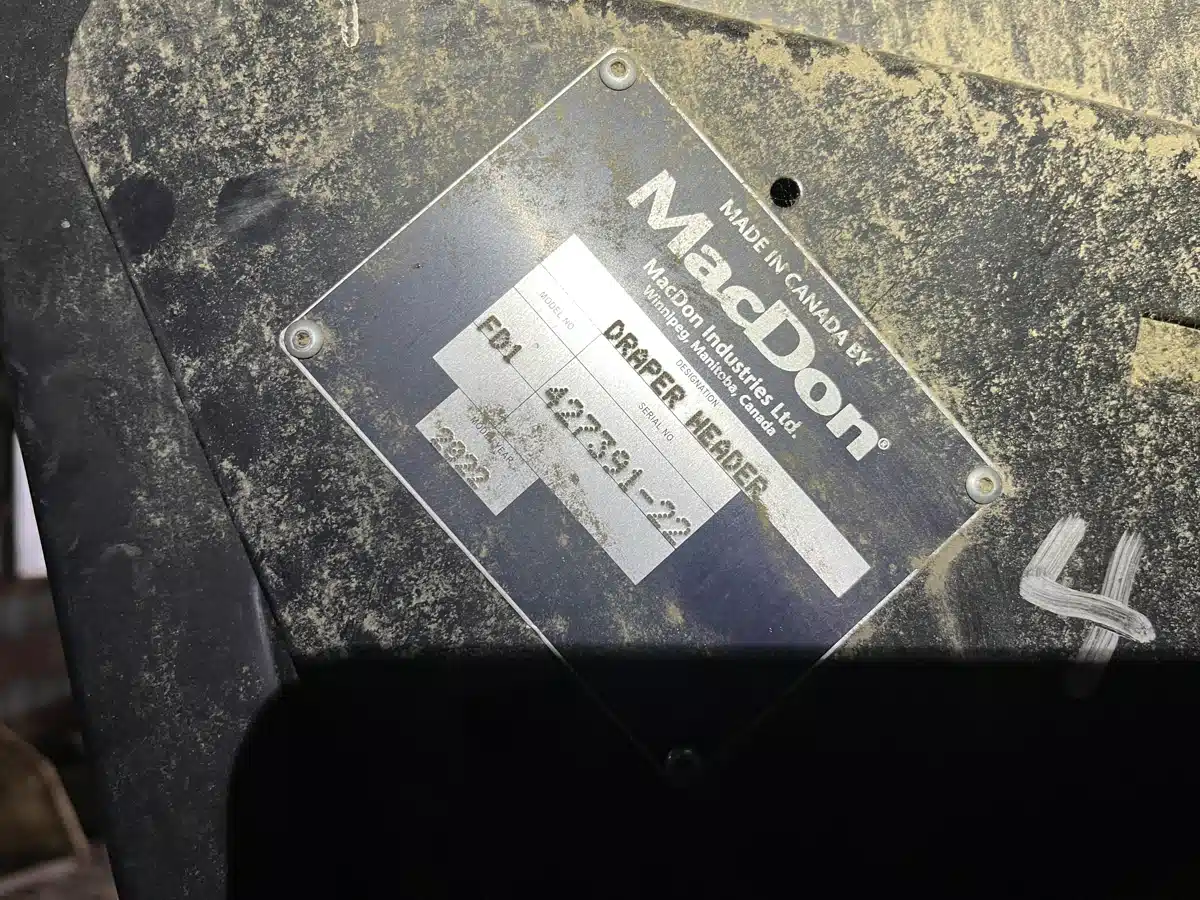 MADE IN CANADA BY
MacDon®
MacDon Industries Ltd.
Winnipeg, Manitoba, Canada
DESIGNATION
DRAPER HEADER
MODEL NO
SERIAL NO.
FD1
427391-22
MODEL YEAR
2022
4